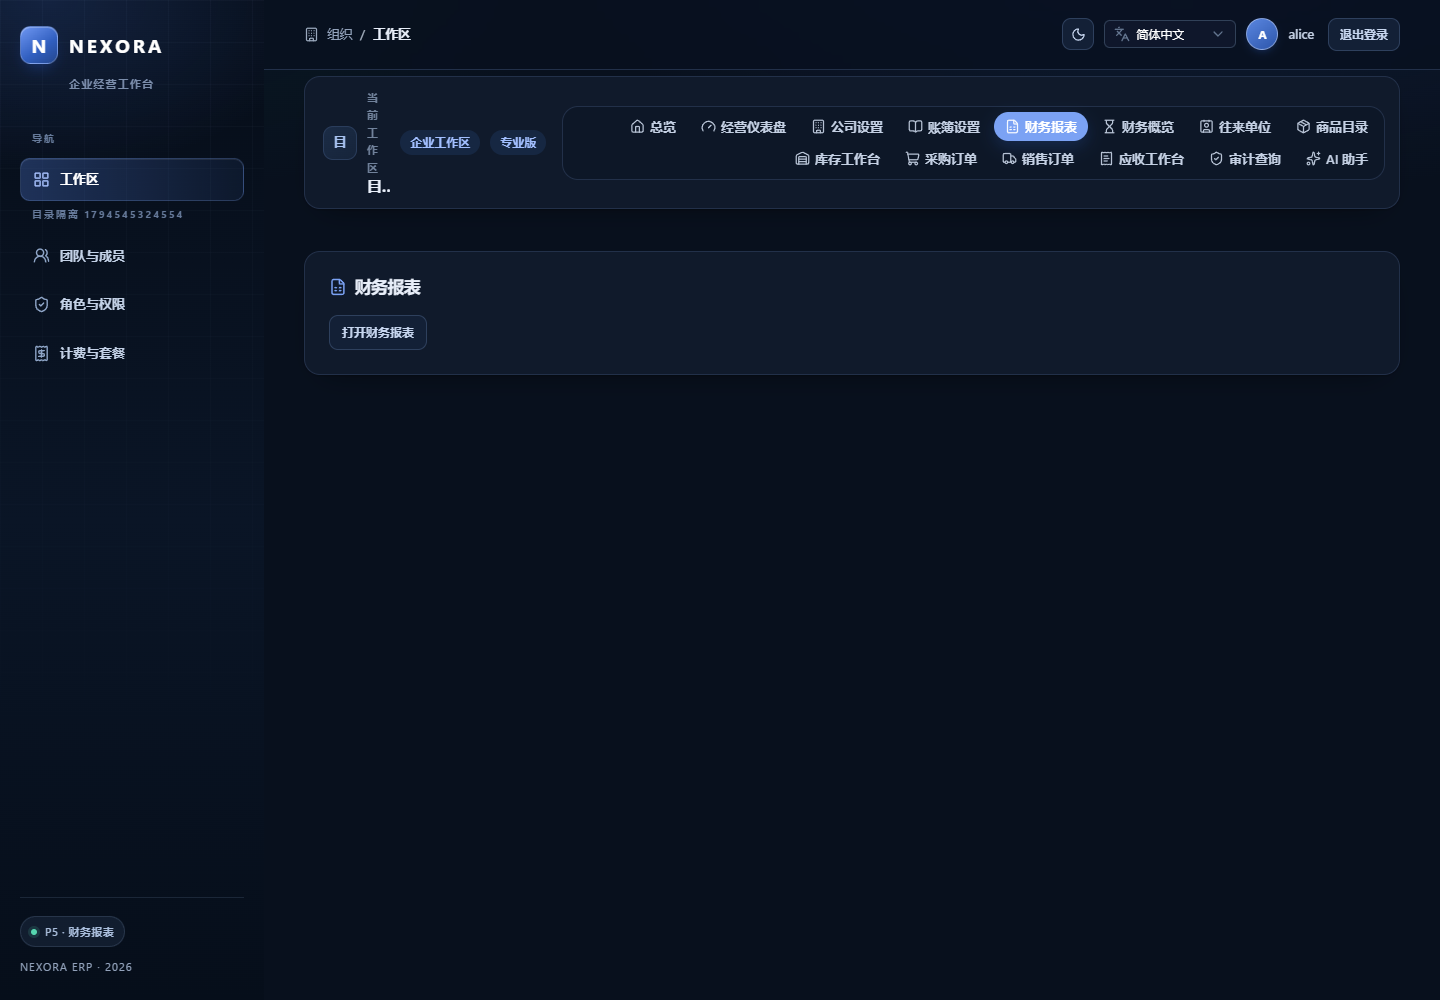 N NEXORA
企业经营工作台
导航
工作区
目录隔离 1794545324554
团队与成员
角色与权限
计费与套餐
P5 · 财务报表
NEXORA ERP · 2026
组织 / 工作区
简体中文
A alice
退出登录
目
当前工作区
目..
企业工作区
专业版
总览 经营仪表盘 公司设置 账簿设置 财务报表 财务概览 往来单位 商品目录
库存工作台 采购订单 销售订单 应收工作台 审计查询 AI 助手
财务报表
打开财务报表